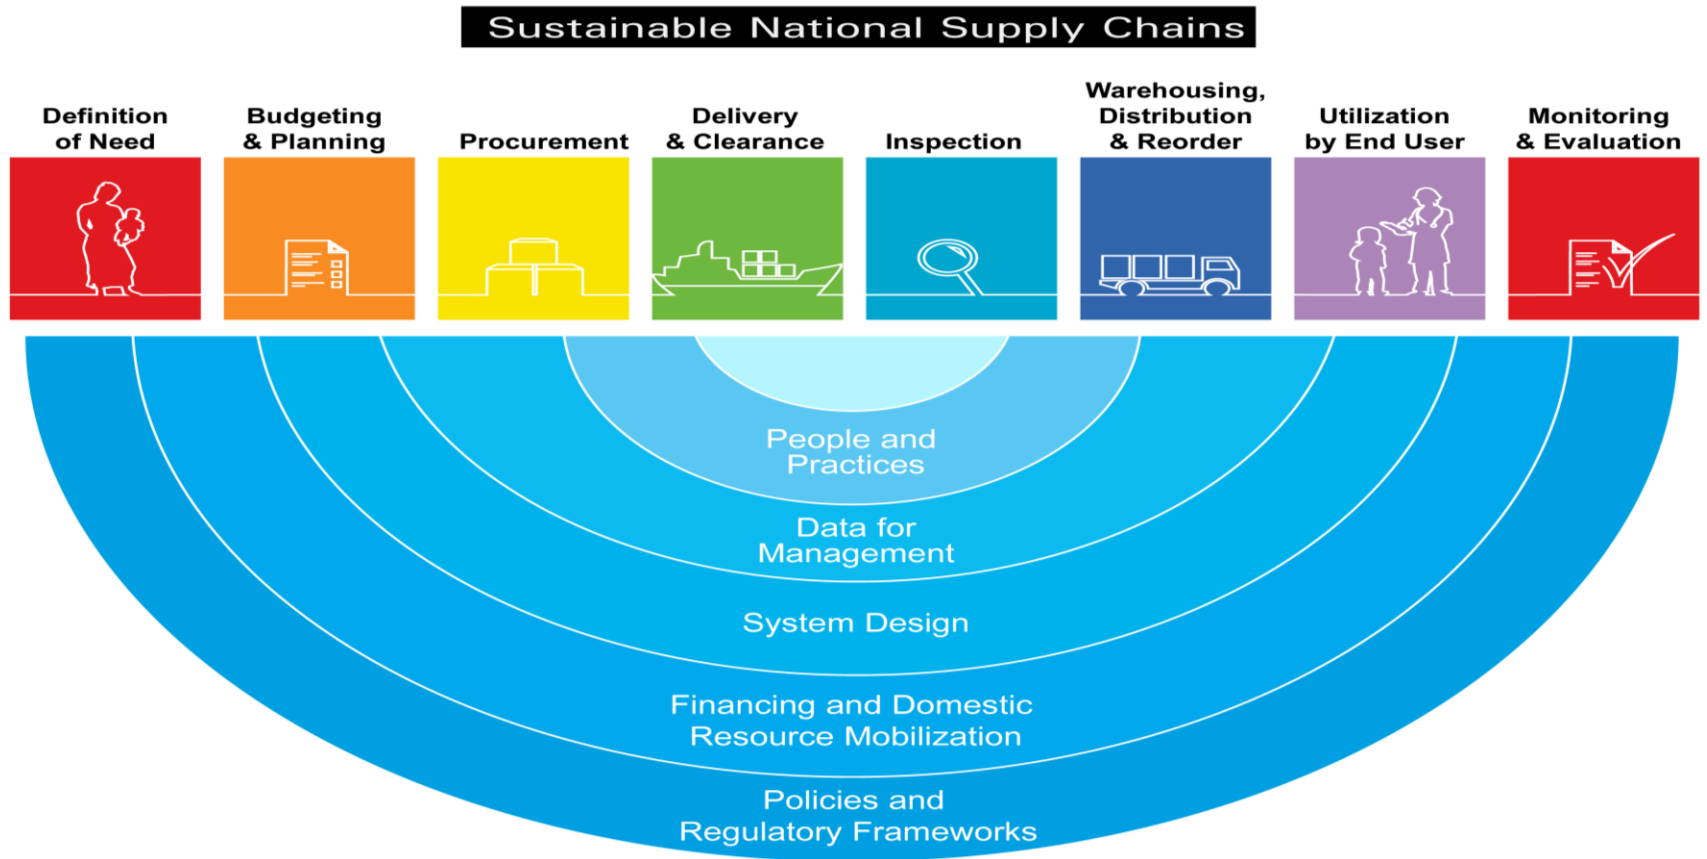 Sustainable National Supply Chains
Definition
of Need
Budgeting
& Planning
Procurement
Delivery
& Clearance
Inspection
Warehousing,
Distribution
& Reorder
Utilization
by End User
Monitoring
& Evaluation
People and
Practices
Data for
Management
System Design
Financing and Domestic
Resource Mobilization
Policies and
Regulatory Frameworks